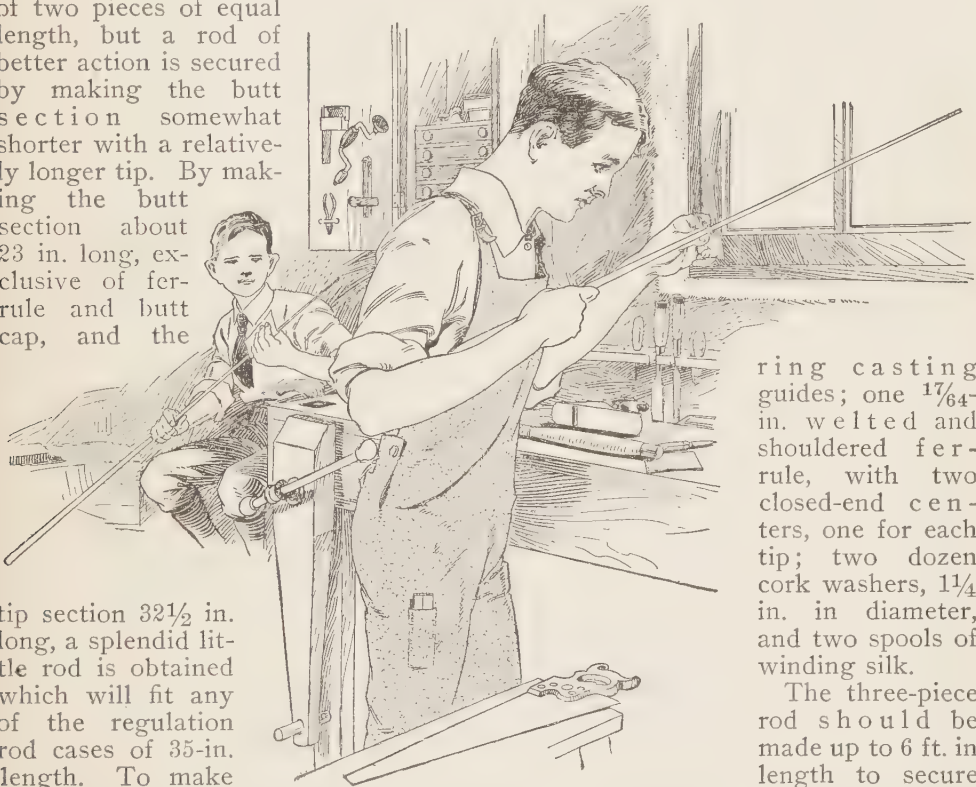 of two pieces of equal
length, but a rod of
better action is secured
by making the butt
section somewhat
shorter with a relative-
ly longer tip. By mak-
ing the butt
section about
23 in. long, ex-
clusive of fer-
rule and butt
cap, and the
tip section 32½ in.
long, a splendid lit-
tle rod is obtained
which will fit any
of the regulation
rod cases of 35-in.
length. To make
ring casting
guides; one 17/64-
in. welted and
shouldered fer-
rule, with two
closed-end cen-
ters, one for each
tip; two dozen
cork washers, 1¼
in. in diameter,
and two spools of
winding silk.
The three-piece
rod should be
made up to 6 ft. in
length to secure